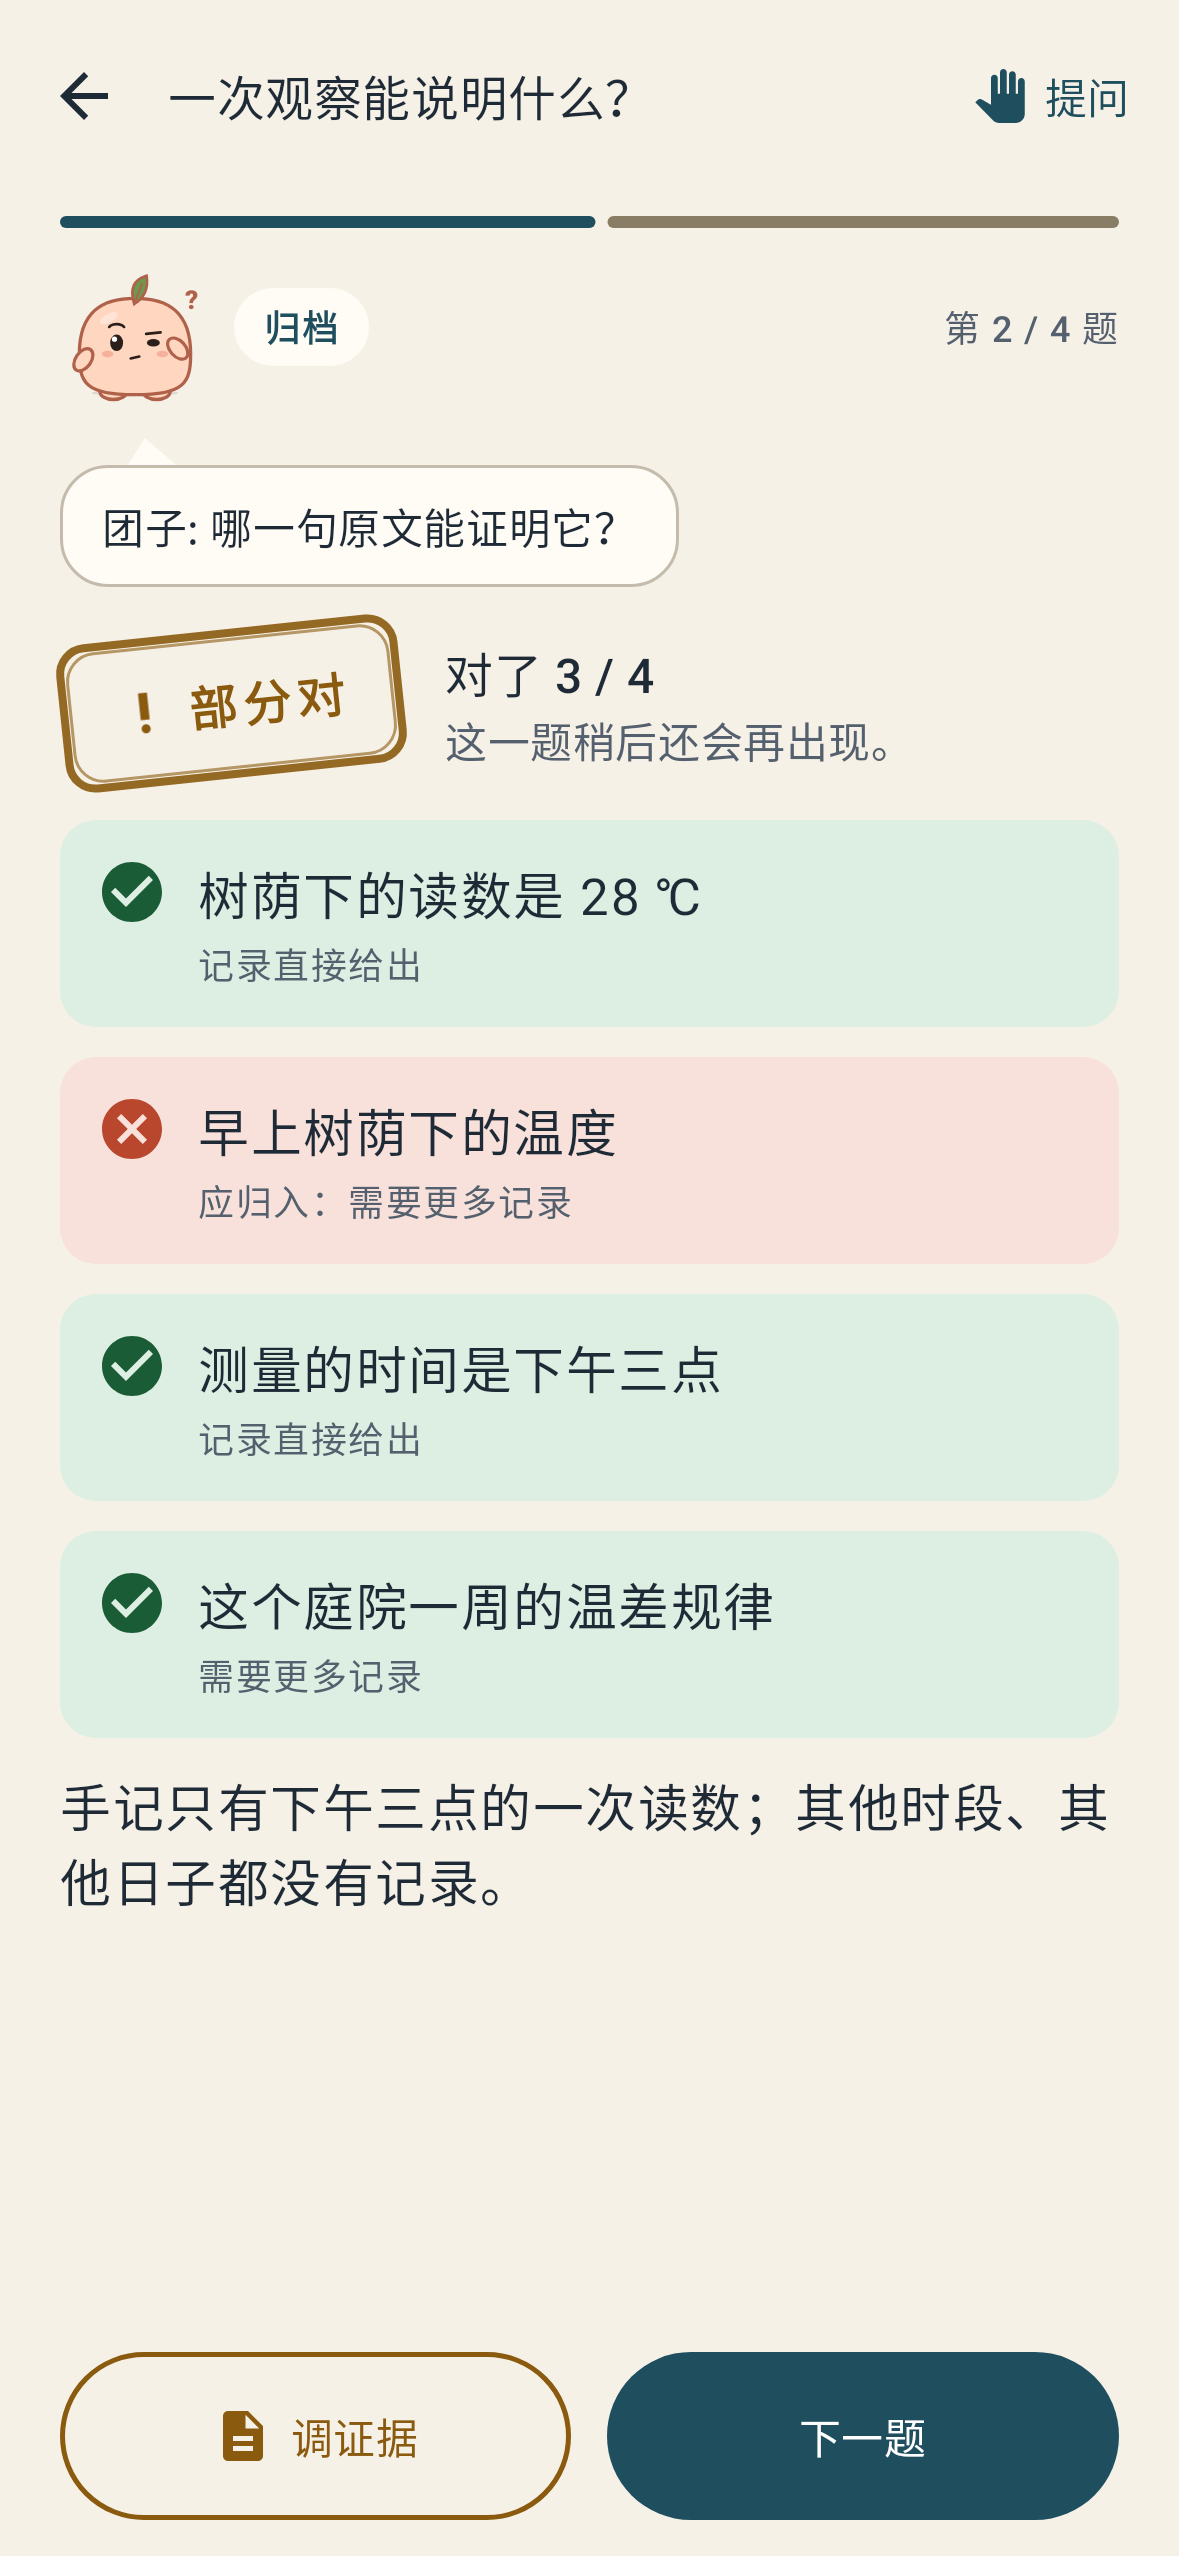 一次观察能说明什么?
提问
?
归档
第 2 / 4 题
团子: 哪一句原文能证明它?
! 部分对
对了 3 / 4
这一题稍后还会再出现。
树荫下的读数是 28 ℃
记录直接给出
早上树荫下的温度
应归入：需要更多记录
测量的时间是下午三点
记录直接给出
这个庭院一周的温差规律
需要更多记录
手记只有下午三点的一次读数；其他时段、其
他日子都没有记录。
调证据
下一题